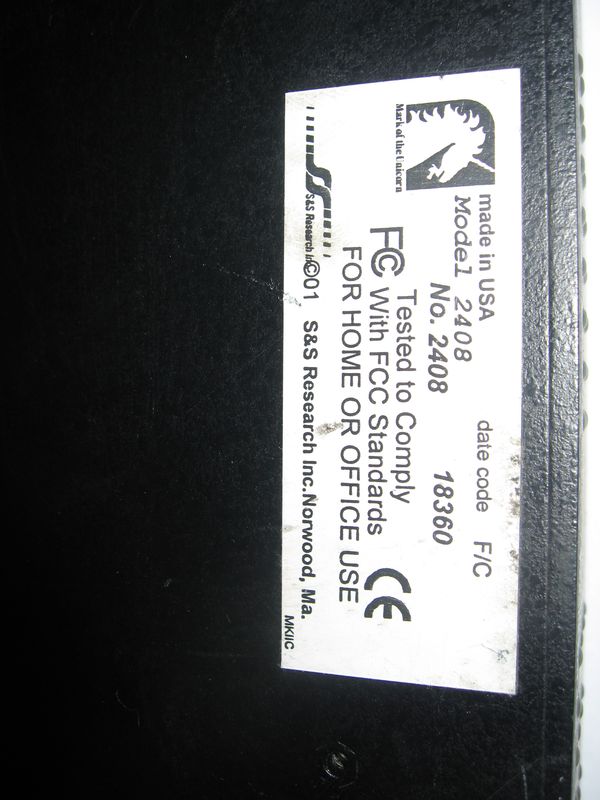 Mark of the Unicorn
made in USA
date code F/C
Model 2408
No. 2408 18360
FC Tested to Comply
With FCC Standards CE
FOR HOME OR OFFICE USE
SS
S&S Research Inc
©01 S&S Research Inc.Norwood, Ma.
MKIIC